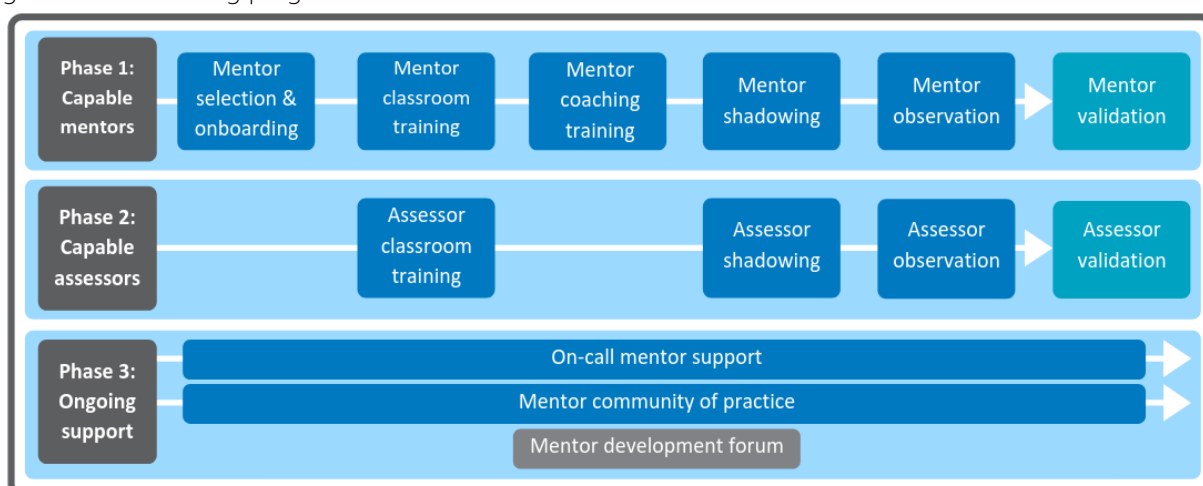 Phase 1:
Capable
mentors
Mentor
selection &
onboarding
Mentor
classroom
training
Mentor
coaching
training
Mentor
shadowing
Mentor
observation
Mentor
validation
Phase 2:
Capable
assessors
Assessor
classroom
training
Assessor
shadowing
Assessor
observation
Assessor
validation
Phase 3:
Ongoing
support
On-call mentor support
Mentor community of practice
Mentor development forum